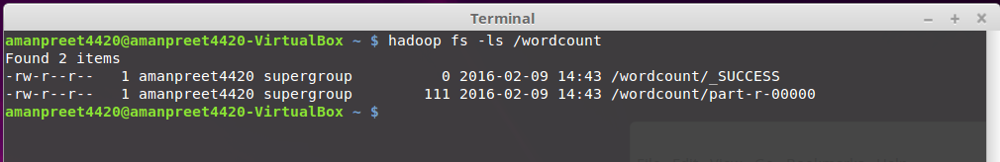 Terminal
amanpreet4420@amanpreet4420-VirtualBox ~ $ hadoop fs -ls /wordcount
Found 2 items
-rw-r--r--   1 amanpreet4420 supergroup          0 2016-02-09 14:43 /wordcount/_SUCCESS
-rw-r--r--   1 amanpreet4420 supergroup        111 2016-02-09 14:43 /wordcount/part-r-00000
amanpreet4420@amanpreet4420-VirtualBox ~ $